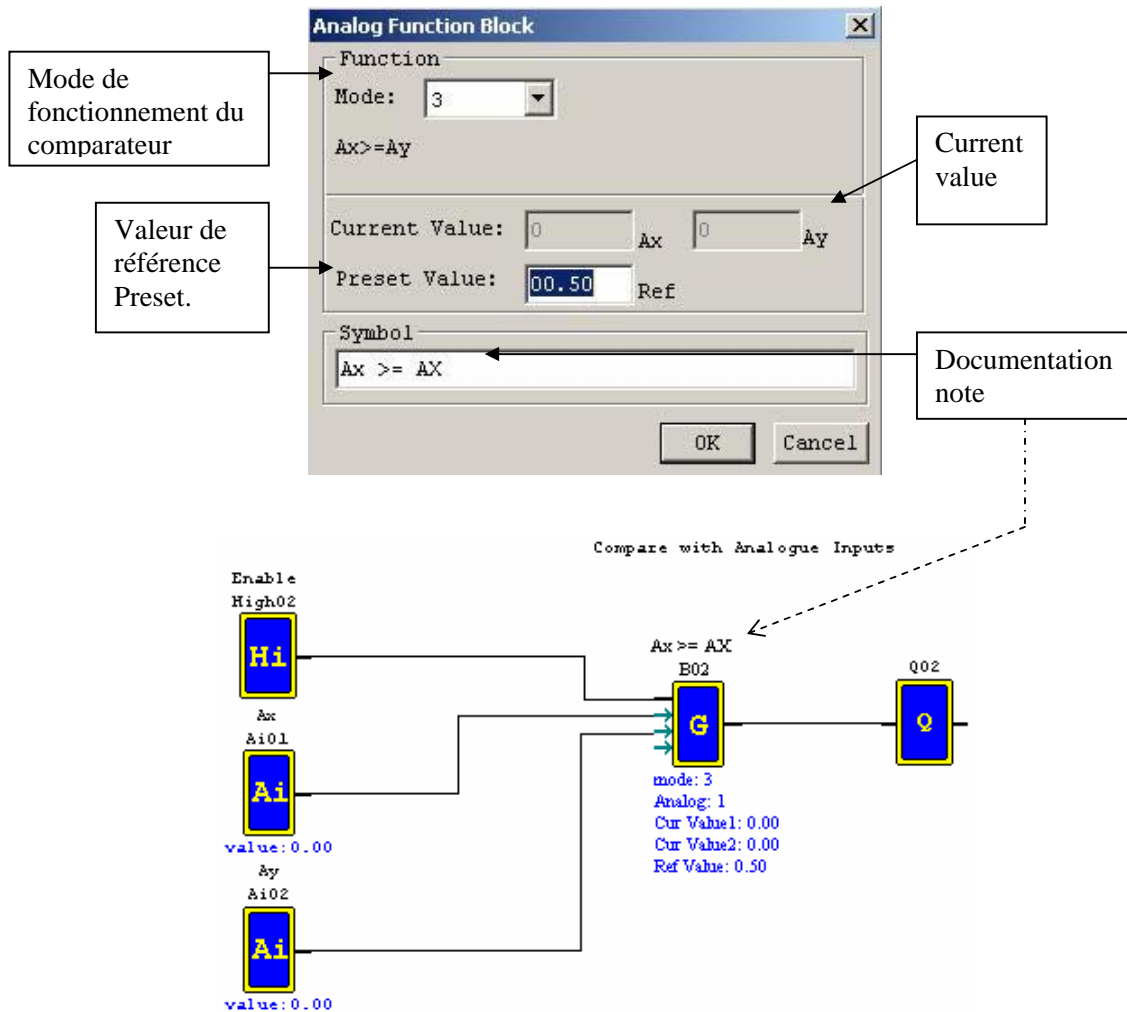 Analog Function Block
Function
Mode: 3
Ax>=Ay
Mode de
fonctionnement du
comparateur
Current
value
Valeur de
référence
Preset.
Current Value: 0 Ax 0 Ay
Preset Value: 00.50 Ref
Symbol
Ax >= AX
Documentation
note
OK Cancel
Compare with Analogue Inputs
Enable
High02
Hi
Ax >= AX
B02
G
Q02
Q
Ax
Ai01
Ai
value:0.00
mode: 3
Analog: 1
Cur Value1: 0.00
Cur Value2: 0.00
Ref Value: 0.50
Ay
Ai02
Ai
value:0.00